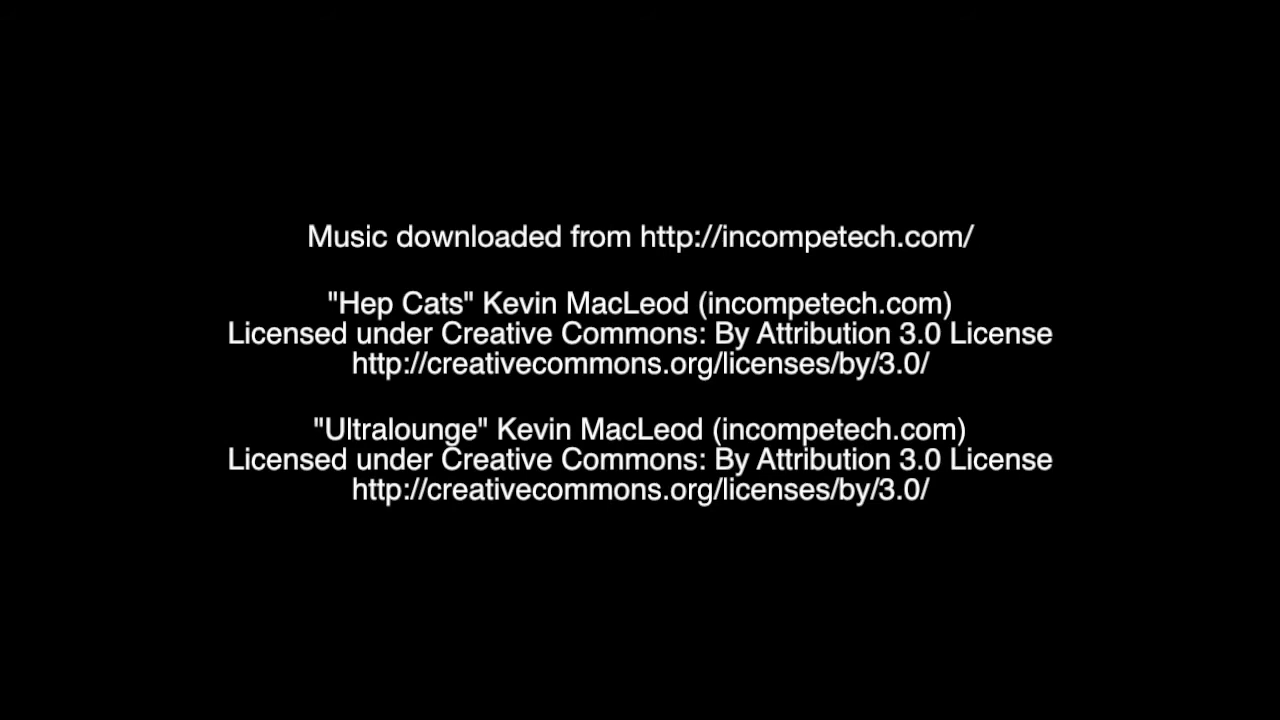 Music downloaded from http://incompetech.com/
"Hep Cats" Kevin MacLeod (incompetech.com)
Licensed under Creative Commons: By Attribution 3.0 License
http://creativecommons.org/licenses/by/3.0/
"Ultralounge" Kevin MacLeod (incompetech.com)
Licensed under Creative Commons: By Attribution 3.0 License
http://creativecommons.org/licenses/by/3.0/